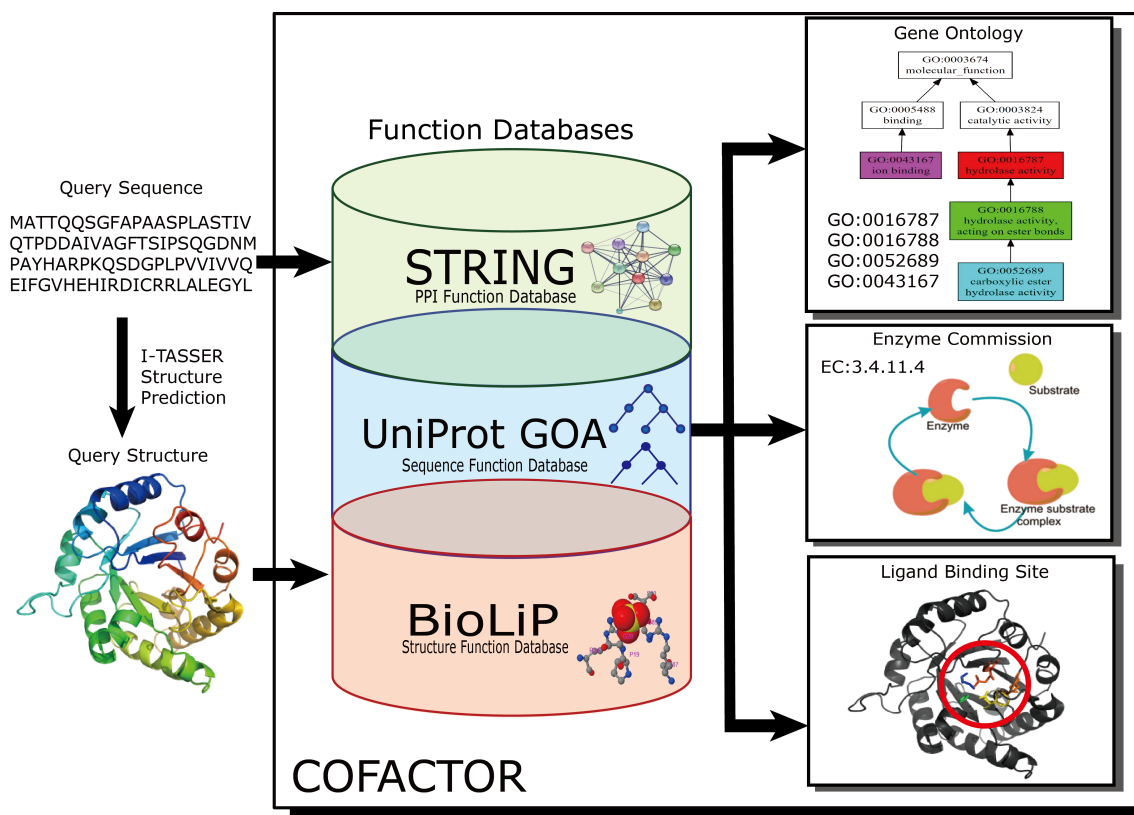 Query Sequence
MATTQQSGFAPAASPLASTIV
QTPDDAIVAGFTSIPSQGDNM
PAYHARPKQSDGPLPVVIVVQ
EIFGVHEHIRDICRRLALEGYL
I-TASSER
Structure
Prediction
Query Structure
Function Databases
STRING
PPI Function Database
UniProt GOA
Sequence Function Database
BioLiP
Structure Function Database
P19
COFACTOR
Gene Ontology
GO:0003674
molecular_function
GO:0005488
binding
GO:0003824
catalytic activity
GO:0043167
ion binding
GO:0016787
hydrolase activity
GO:0016788
hydrolase activity,
acting on ester bonds
GO:0052689
carboxylic ester
hydrolase activity
GO:0016787
GO:0016788
GO:0052689
GO:0043167
Enzyme Commission
EC:3.4.11.4
Substrate
Enzyme
Enzyme substrate
complex
Ligand Binding Site